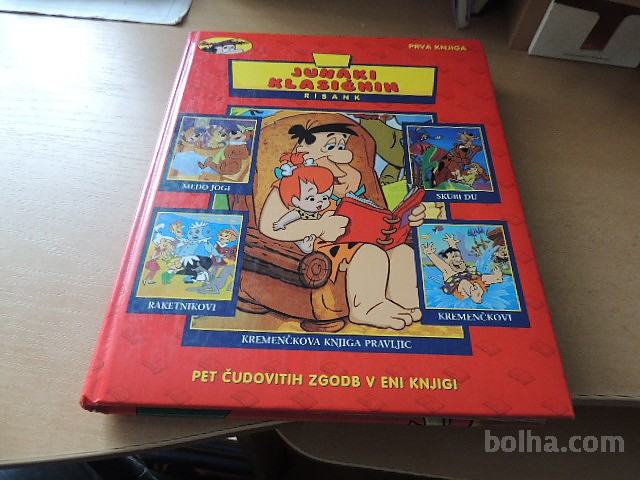 PRVA KNJIGA
JUNAKI
KLASIČNIH
RISANK
MEDO JOGI
SKUBI DU
RAKETNIKOVI
KREMENČKOVI
KREMENČKOVA KNJIGA PRAVLJIC
PET ČUDOVITIH ZGODB V ENI KNJIGI
bolha.com